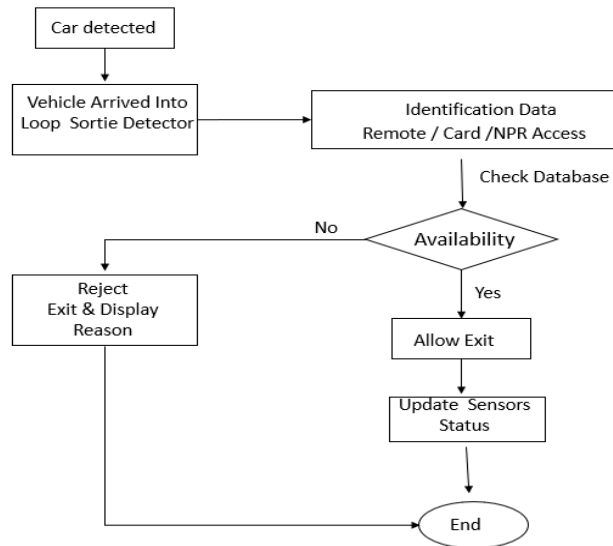 Car detected
Vehicle Arrived Into
Loop Sortie Detector
Identification Data
Remote / Card /NPR Access
Check Database
No
Availability
Reject
Exit & Display
Reason
Yes
Allow Exit
Update Sensors
Status
End